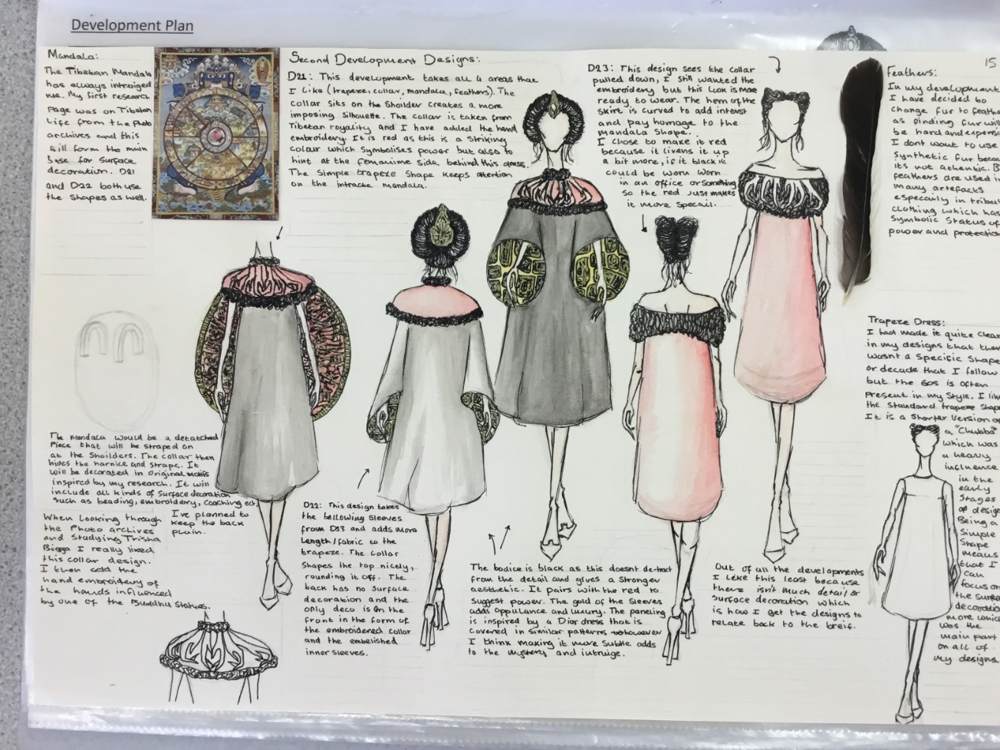 Development Plan
Mandala:
The Tibetan Mandala
has always intruiged
me. My first research
page was on Tibetan
life from the Photo
archives and this
will form the main
base for surface
decoration. D21
and D22 both use
the shapes as well.
Second Development Designs:
D21: This development takes all 4 areas that
I like (trapeze, collar, mandala, feathers). The
collar sits on the Shoilder creates a more
imposing Silhouette. The collar is taken from
Tibetan royality and I have added the hand
embroidery. It is red as this is a Striking
Colour which Symbolises power but also to
hint at the femanime side behind this dress.
The Simple trapeze Shape keeps attention
on the intracte mandala.
D23: This design sees the collar
pulled down, I still wanted the
embroidery but this look is more
ready to wear. The hem of the
Skirt is curved to add interst
and pay homage to the
mandala Shape.
I chose to make it red
because it livens it up
a bit more, if it black it
could be worn worn
in an office or something
so the red Just makes
it more Specail.
15
Feathers:
In my developments
I have decided to
change fur to feathe
as finding fur will
be hard and expensi
I dont want to use
Synthetic fur becau
its not athentic. B
feathers are used in
many artefacts
especaily in tribal
clothing which has
Symbolic Status of
power and protection
The Mandala would be a detatched
Piece that will be straped on
at the Shoilders. The collar then
hides the harnice and straps. It
will be decorated in original motifs
inspired by my research. It will
include all kinds of Surface decoration
Such as beading, embroidery, coaching ect.
I've planned to
keep the back
plain.
When looking through
the Photo archives
and studying Trisha
I really liked
this collar design.
I then add the
hand embroidery of
the hands influenced
by one of the Buddhu Statues.
D22: This design takes
the bellowing Sleeves
from D13 and adds more
Length/fabric to the
trapeze. The collar
Shapes the top nicely,
rounding it off. The
back has no surface
decoration and the
only deco is on the
front in the form of
the embroidered collar
and the embelished
inner sleeves.
The bodice is black as this doesnt de-tract
from the detail and gives a Stronger
aesthetic. It pairs with the red to
Suggest power. The gold of the Sleeves
adds oppulance and luxury. The paneling
is inspired by a Dior dress that is
covered in similar patterns
I think making it more Subtle adds
to the mystery and intruige.
Out of all the developments
I like this least because
there isn't much detail or
Surface decoration which
is how I get the designs to
relate back to the breif.
Trapeze Dress:
I had made it quite clear
in my designs that ther
wasnt a Specific Shape
or decade that I follow
but the 60s is often
Present in my Style. I like
the Standard trapeze Shape
It is a Shorter Version of
a "Chubba"
which was
a heavy
influence
in the
early
Stages
of design
Being a
Simple
Shape
means
that I
can
focus on
the surface
decoration
more which
was the
main part
on all of
my designs.